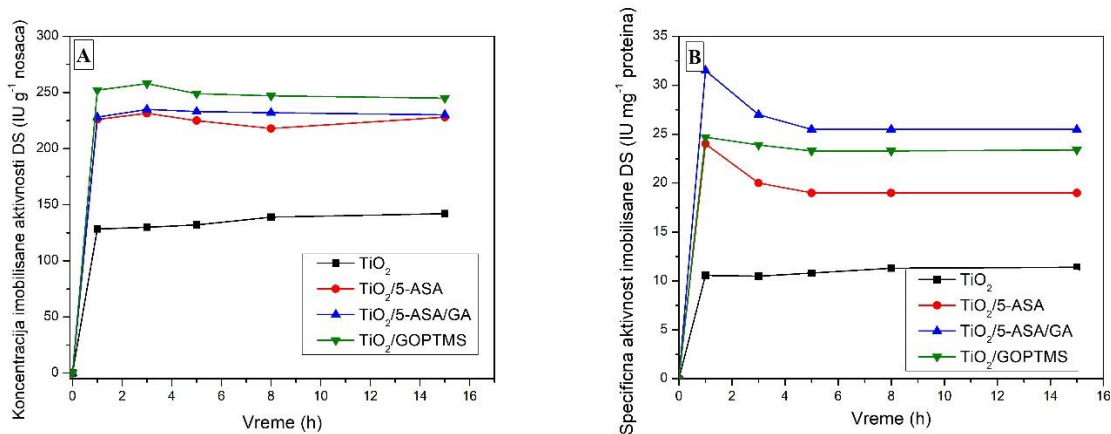 A
Koncentracija imobilisane aktivnosti DS (IU g⁻¹ nosaca)
300
250
200
150
100
50
0
0 2 4 6 8 10 12 14 16
Vreme (h)
TiO₂
TiO₂/5-ASA
TiO₂/5-ASA/GA
TiO₂/GOPTMS
B
Specificna aktivnost imobilisane DS (IU mg⁻¹ proteina)
35
30
25
20
15
10
5
0
0 2 4 6 8 10 12 14 16
Vreme (h)
TiO₂
TiO₂/5-ASA
TiO₂/5-ASA/GA
TiO₂/GOPTMS